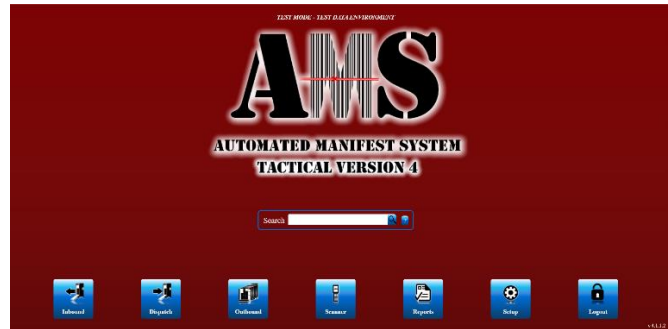 TEST MODE - TEST DATA ENVIRONMENT
AMS
AUTOMATED MANIFEST SYSTEM
TACTICAL VERSION 4
Search
Inbound
Dispatch
Outbound
Scanner
Reports
Setup
Logout